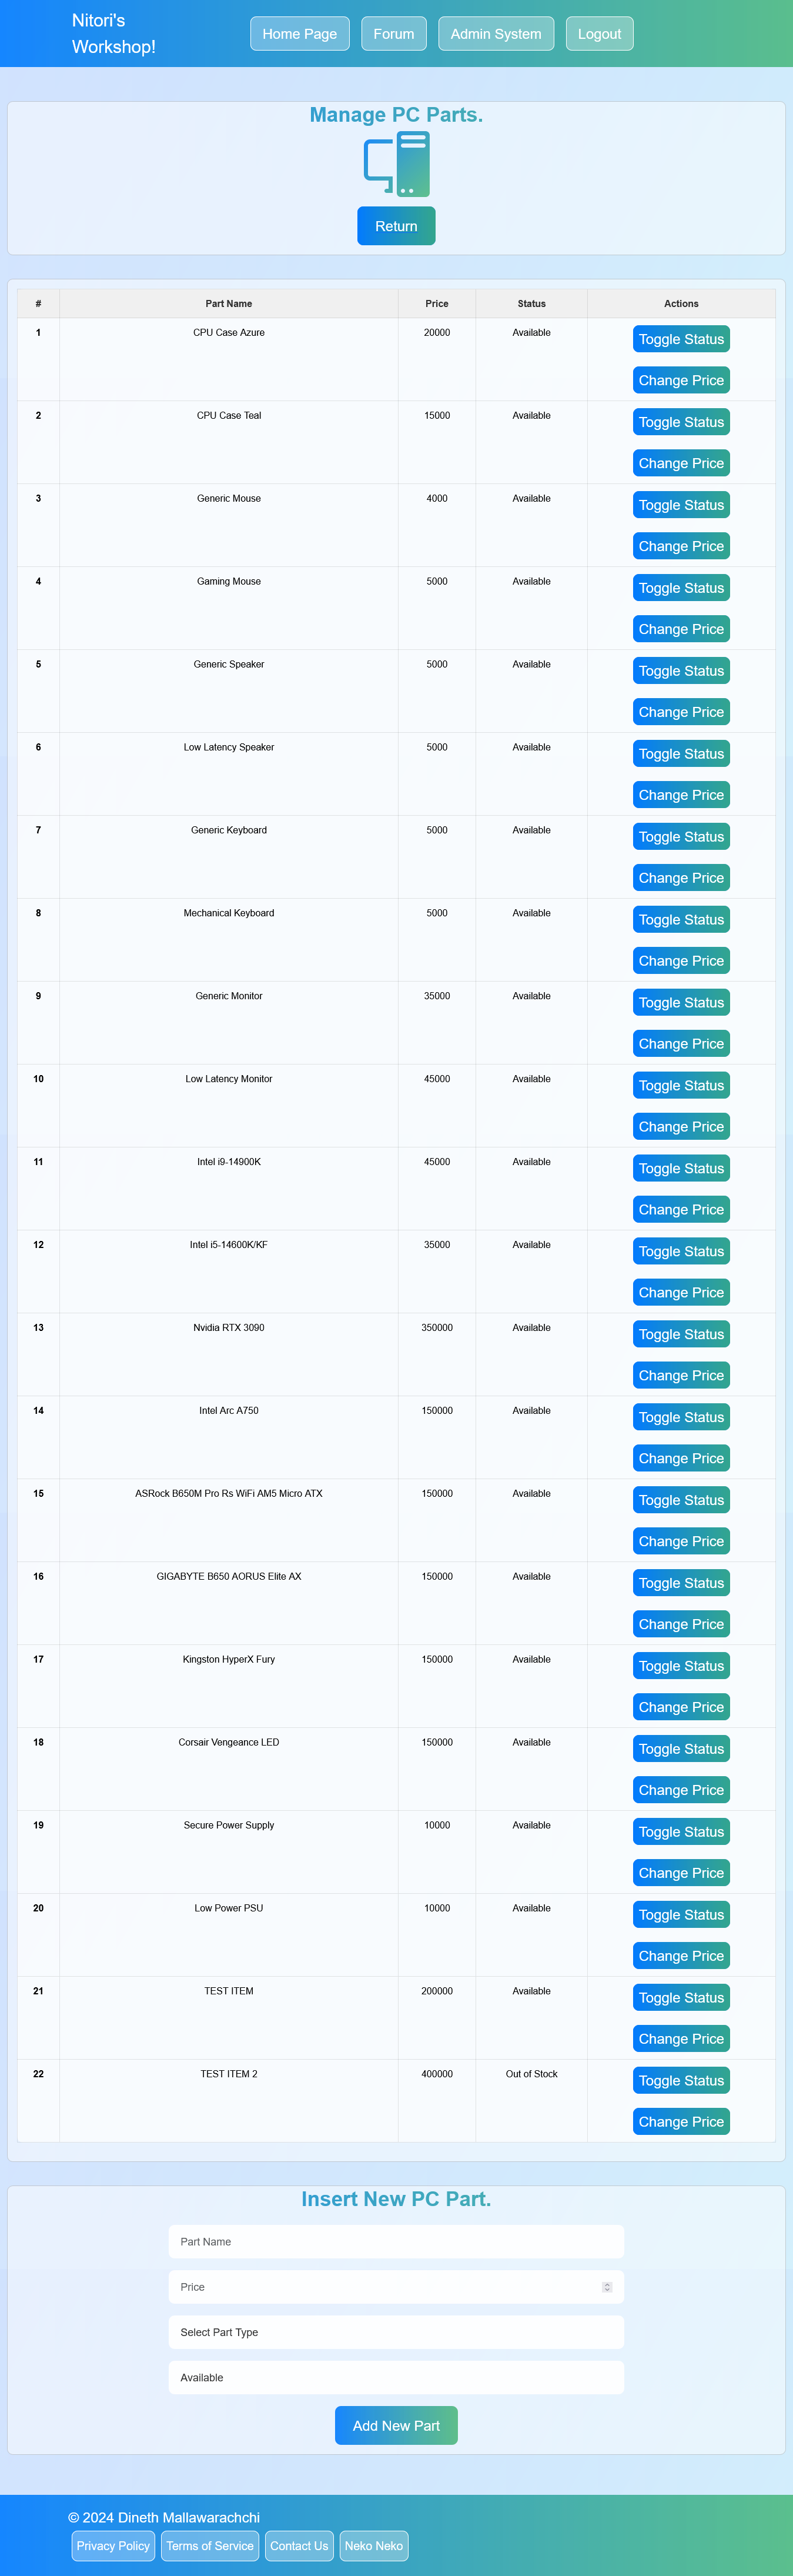 Nitori's
Workshop!
Home Page Forum Admin System Logout
Manage PC Parts.
Return
# Part Name Price Status Actions
1 CPU Case Azure 20000 Available Toggle Status
Change Price
2 CPU Case Teal 15000 Available Toggle Status
Change Price
3 Generic Mouse 4000 Available Toggle Status
Change Price
4 Gaming Mouse 5000 Available Toggle Status
Change Price
5 Generic Speaker 5000 Available Toggle Status
Change Price
6 Low Latency Speaker 5000 Available Toggle Status
Change Price
7 Generic Keyboard 5000 Available Toggle Status
Change Price
8 Mechanical Keyboard 5000 Available Toggle Status
Change Price
9 Generic Monitor 35000 Available Toggle Status
Change Price
10 Low Latency Monitor 45000 Available Toggle Status
Change Price
11 Intel i9-14900K 45000 Available Toggle Status
Change Price
12 Intel i5-14600K/KF 35000 Available Toggle Status
Change Price
13 Nvidia RTX 3090 350000 Available Toggle Status
Change Price
14 Intel Arc A750 150000 Available Toggle Status
Change Price
15 ASRock B650M Pro Rs WiFi AM5 Micro ATX 150000 Available Toggle Status
Change Price
16 GIGABYTE B650 AORUS Elite AX 150000 Available Toggle Status
Change Price
17 Kingston HyperX Fury 150000 Available Toggle Status
Change Price
18 Corsair Vengeance LED 150000 Available Toggle Status
Change Price
19 Secure Power Supply 10000 Available Toggle Status
Change Price
20 Low Power PSU 10000 Available Toggle Status
Change Price
21 TEST ITEM 200000 Available Toggle Status
Change Price
22 TEST ITEM 2 400000 Out of Stock Toggle Status
Change Price
Insert New PC Part.
Part Name
Price
Select Part Type
Available
Add New Part
© 2024 Dineth Mallawarachchi
Privacy Policy Terms of Service Contact Us Neko Neko